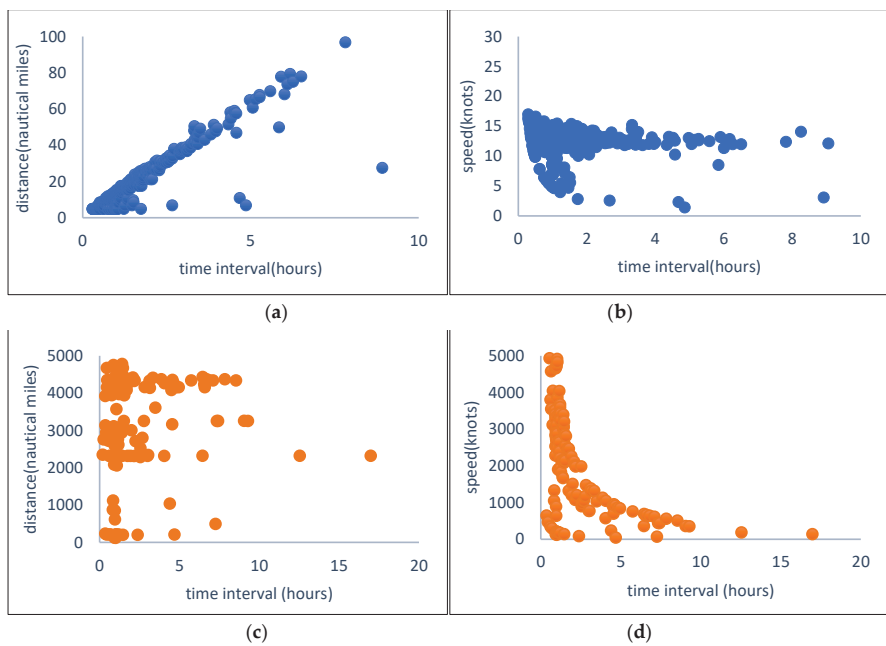 distance(nautical miles)
100
80
60
40
20
0
0 5 10
time interval(hours)
(a)
speed(knots)
30
25
20
15
10
5
0
0 2 4 6 8 10
time interval(hours)
(b)
distance(nautical miles)
5000
4000
3000
2000
1000
0
0 5 10 15 20
time interval (hours)
(c)
speed(knots)
5000
4000
3000
2000
1000
0
0 5 10 15 20
time interval (hours)
(d)